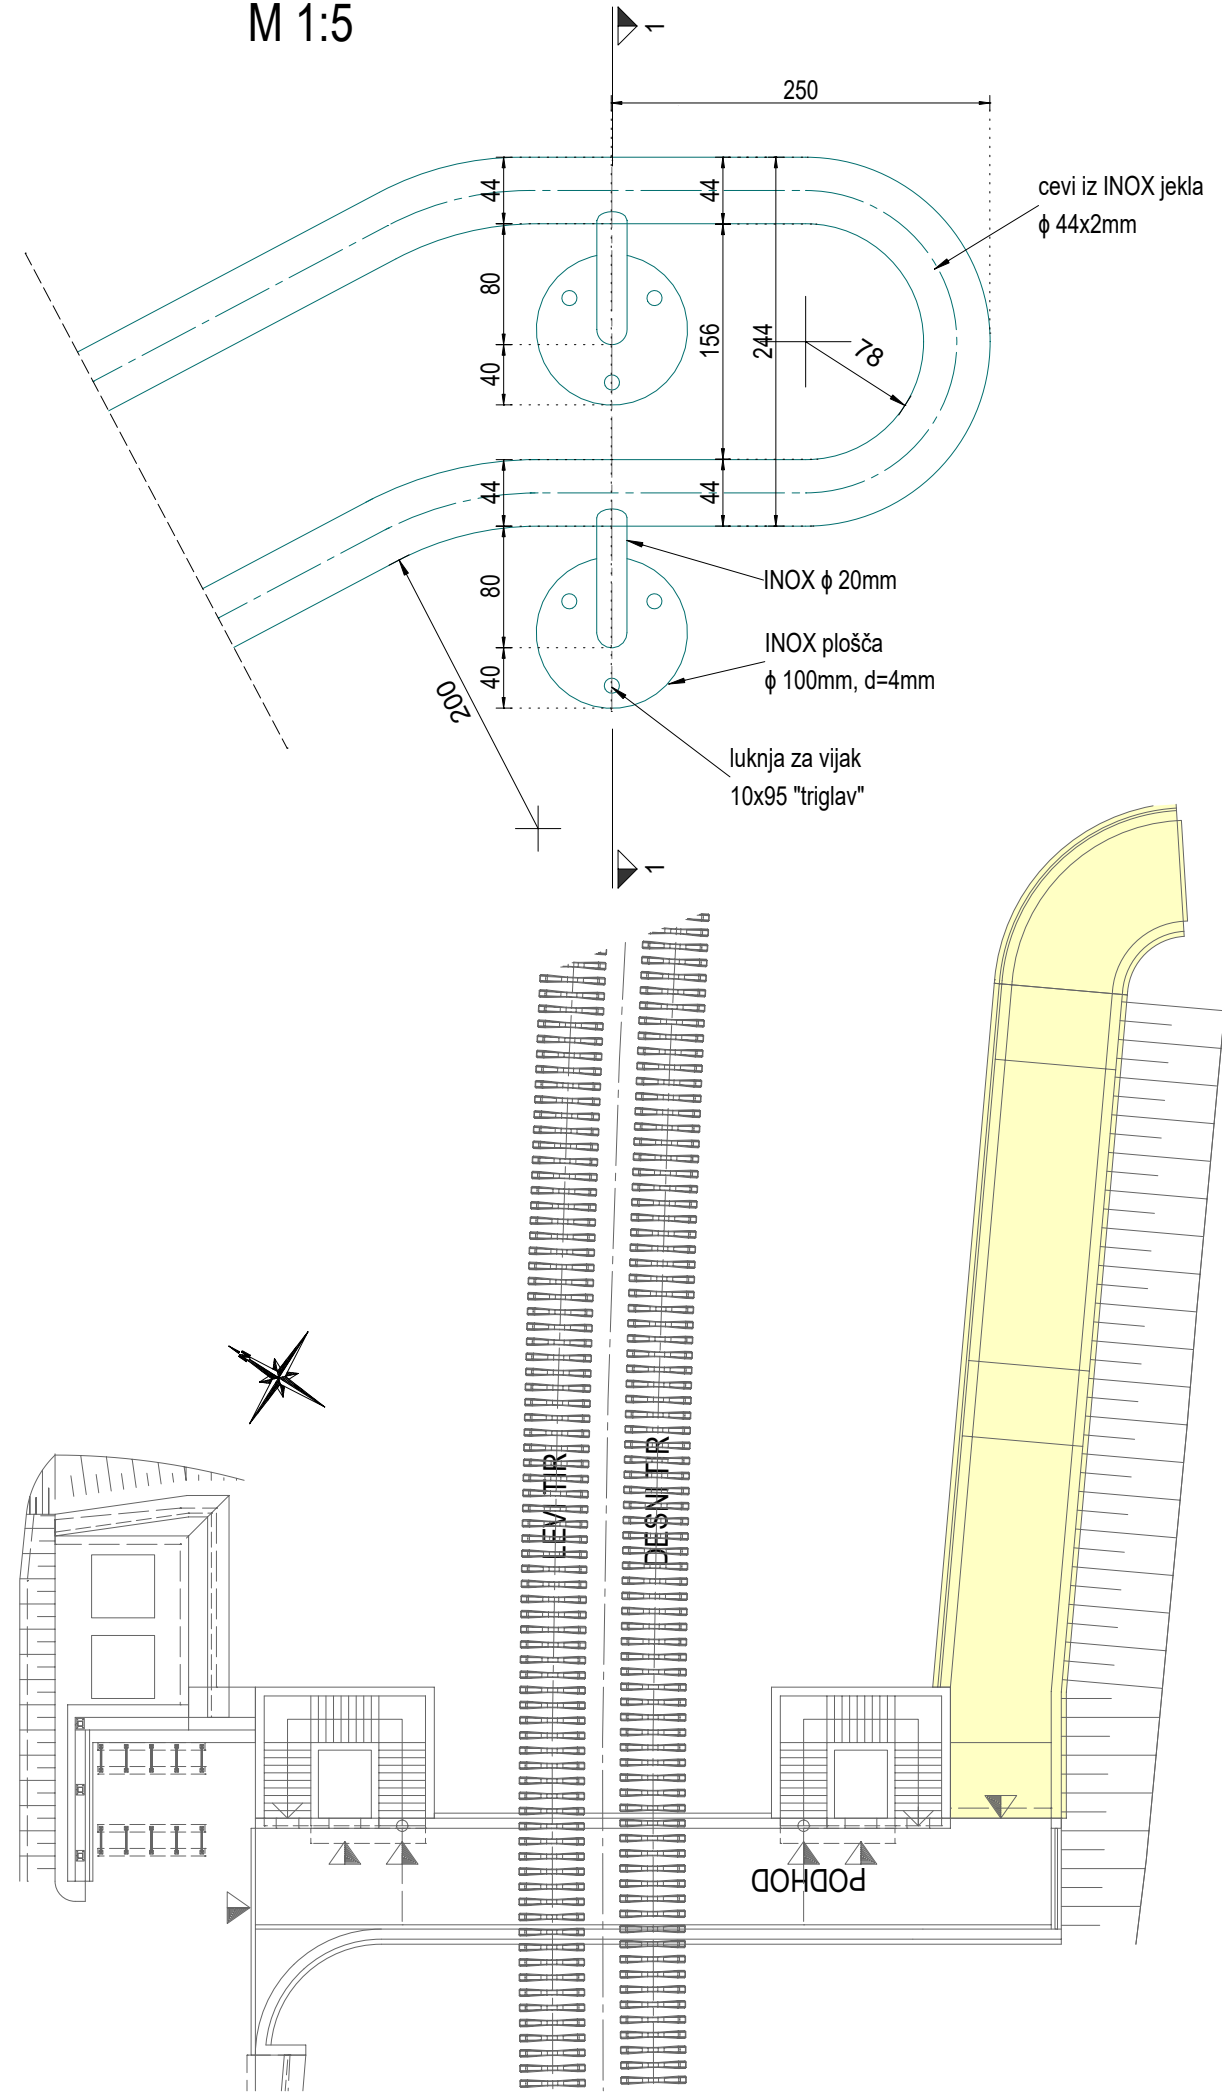 M 1:5
1
250
44
44
cevi iz INOX jekla
ϕ 44x2mm
80
156
244
78
40
44
44
80
INOX ϕ 20mm
INOX plošča
ϕ 100mm, d=4mm
40
200
luknja za vijak
10x95 "triglav"
1
LEVI TIR
DESNI TIR
PODHOD